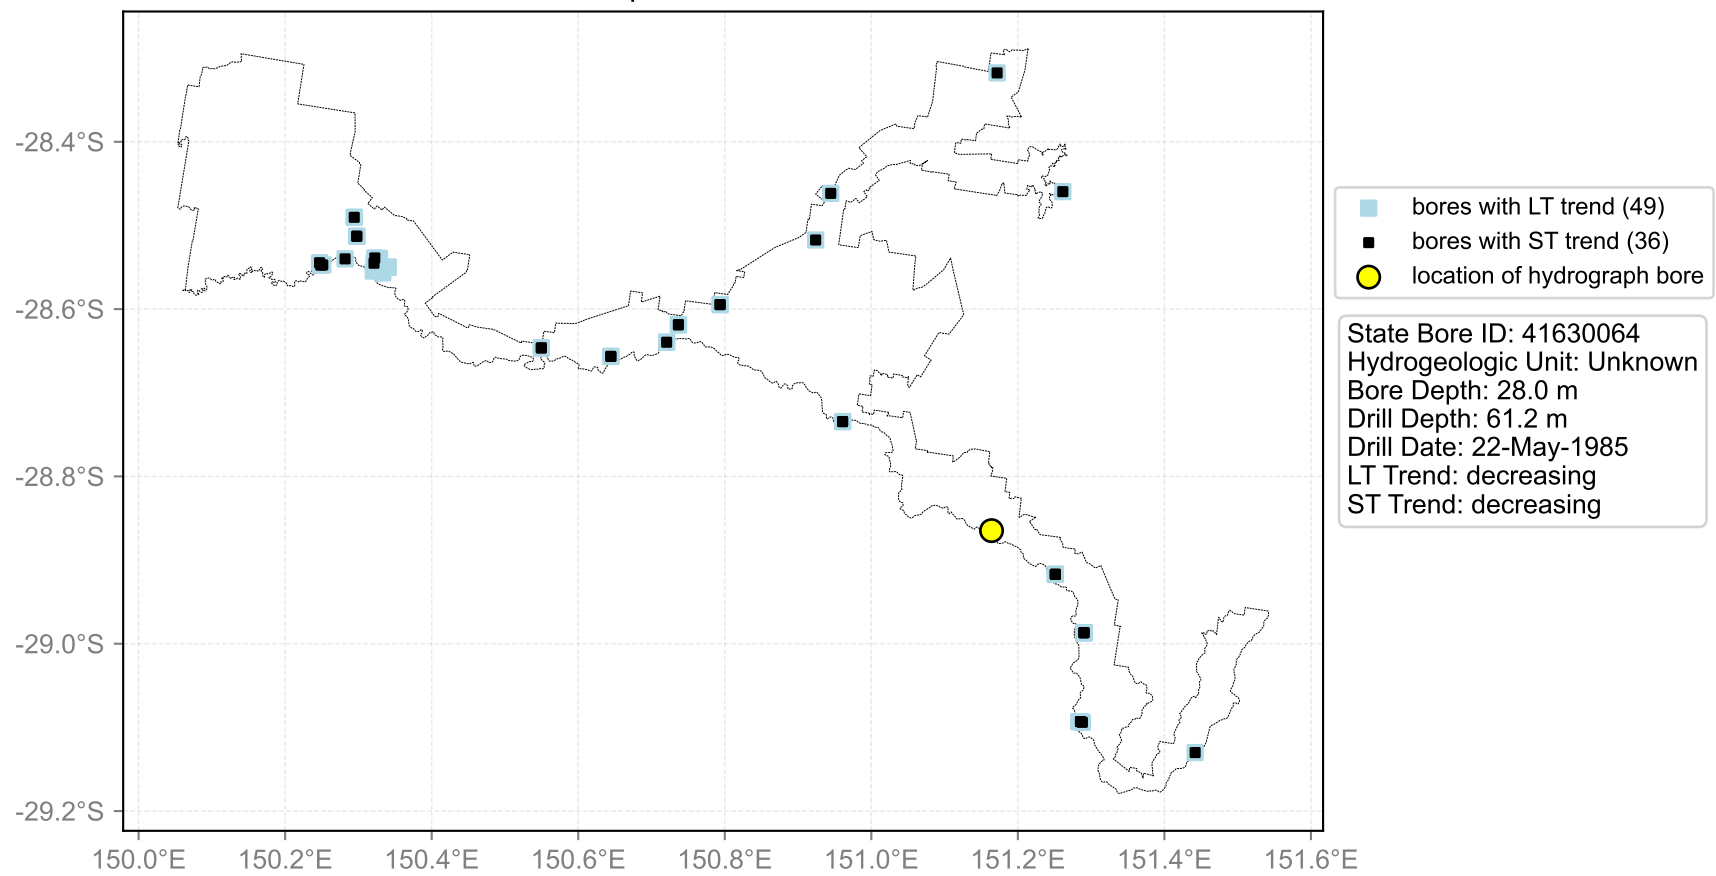 -28.4°S
-28.6°S
-28.8°S
-29.0°S
-29.2°S
150.0°E
150.2°E
150.4°E
150.6°E
150.8°E
151.0°E
151.2°E
151.4°E
151.6°E
bores with LT trend (49)
bores with ST trend (36)
location of hydrograph bore
State Bore ID: 41630064
Hydrogeologic Unit: Unknown
Bore Depth: 28.0 m
Drill Depth: 61.2 m
Drill Date: 22-May-1985
LT Trend: decreasing
ST Trend: decreasing